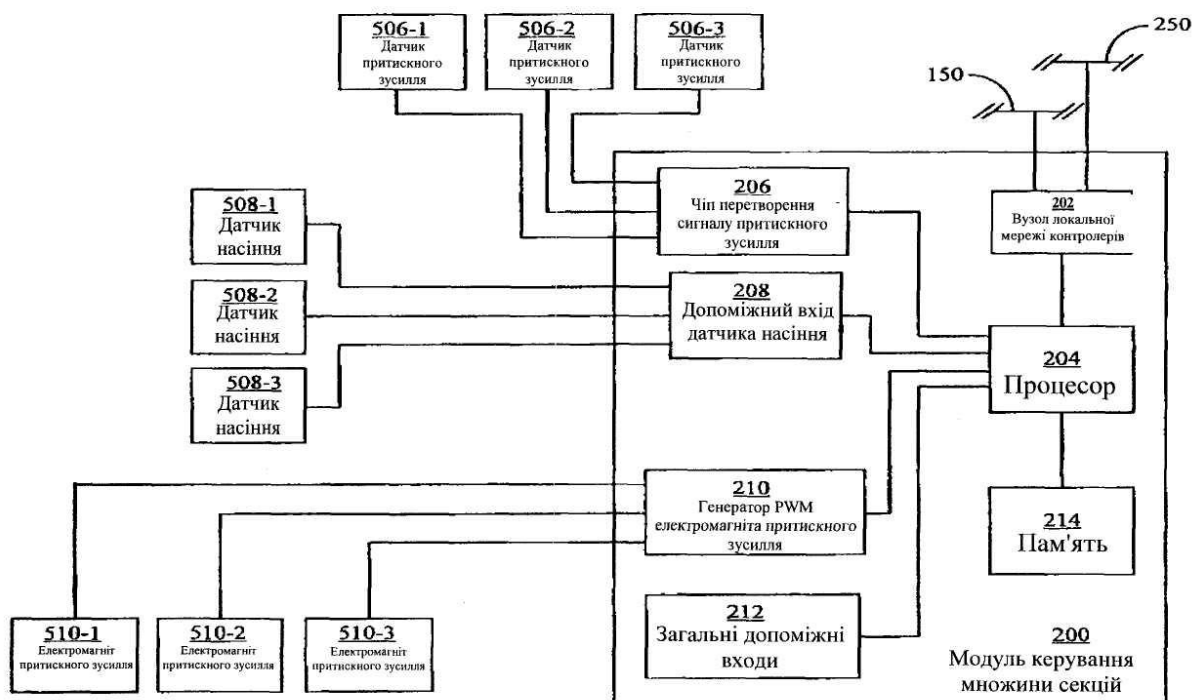 506-1
Датчик
притискного
зусилля
506-2
Датчик
притискного
зусилля
506-3
Датчик
притискного
зусилля
250
150
206
Чіп перетворення
сигналу притискного
зусилля
202
Вузол локальної
мережі контролерів
508-1
Датчик
насіння
508-2
Датчик
насіння
508-3
Датчик
насіння
208
Допоміжний вхід
датчика насіння
204
Процесор
210
Генератор PWM
електромагніта притискного
зусилля
214
Пам'ять
212
Загальні допоміжні
входи
200
Модуль керування
множини секцій
510-1
Електромагніт
притискного зусилля
510-2
Електромагніт
притискного зусилля
510-3
Електромагніт
притискного зусилля